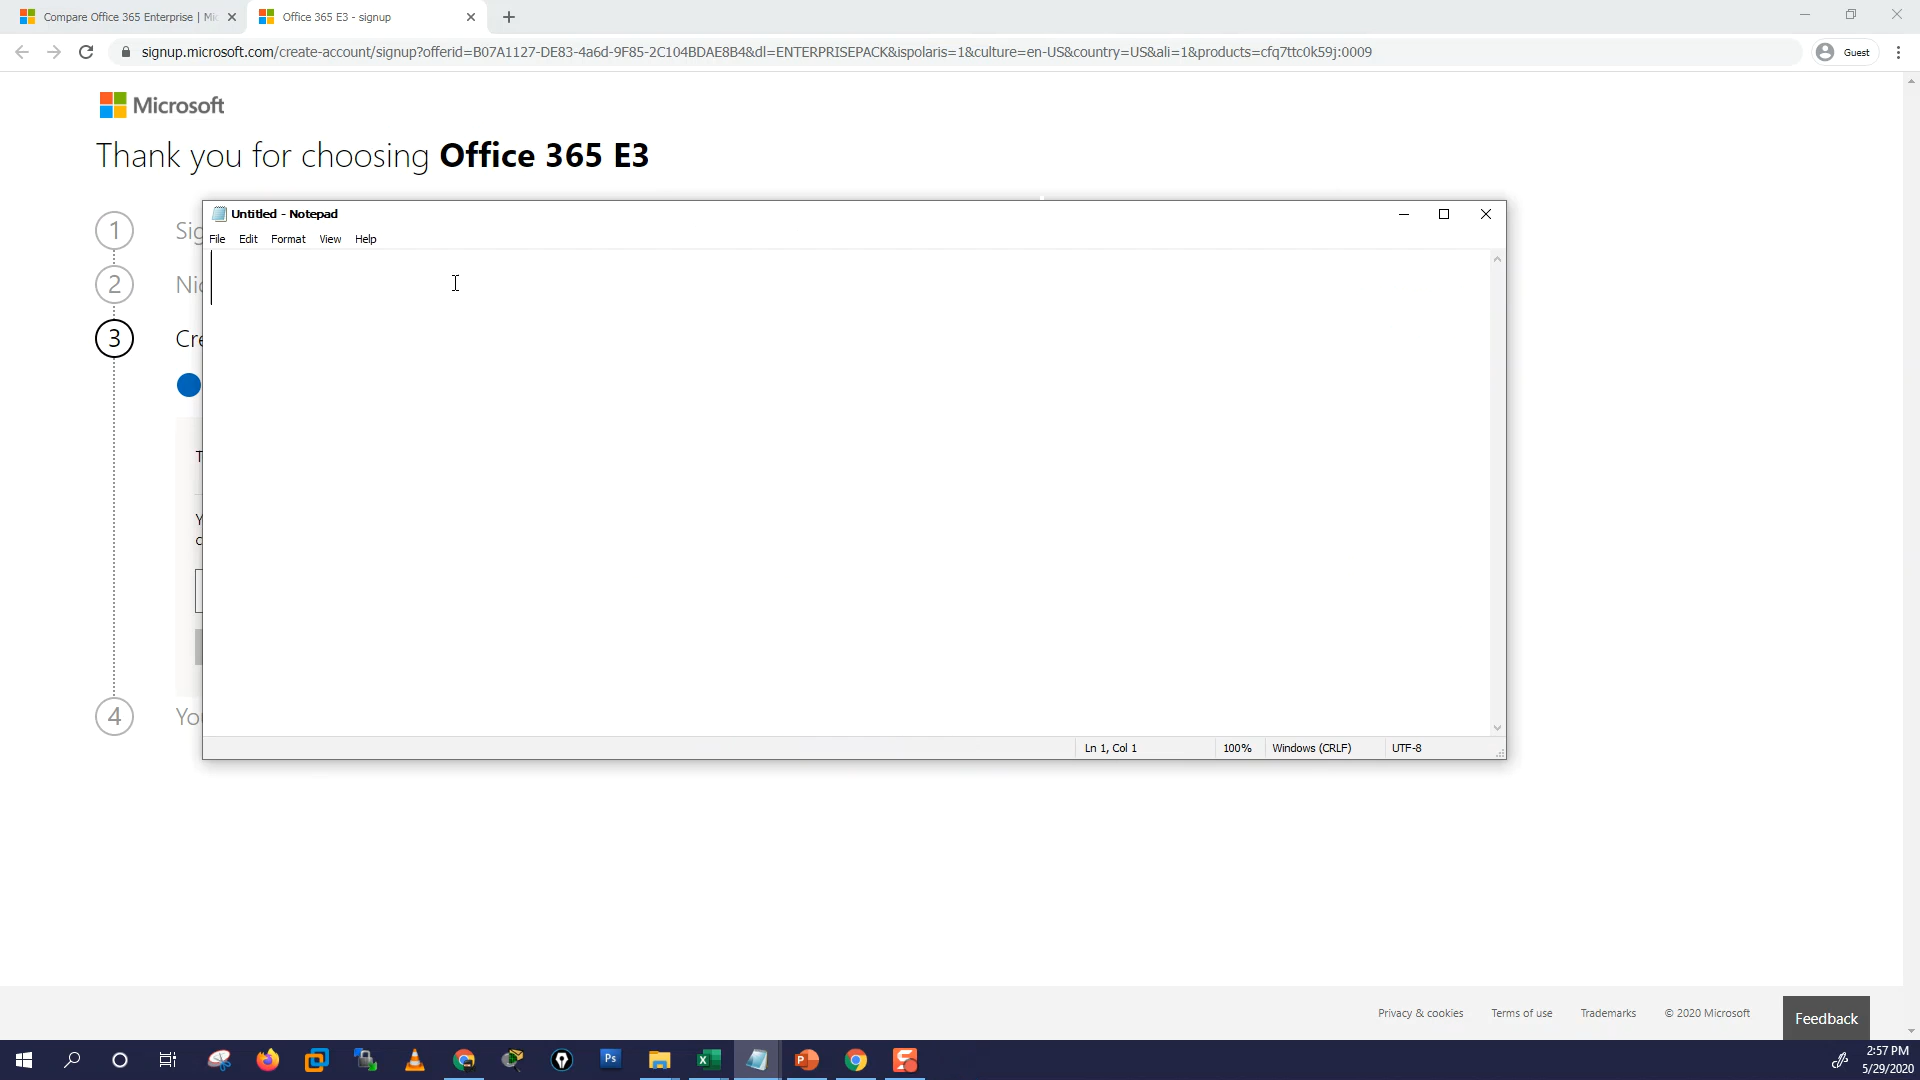 Compare Office 365 Enterprise | Mic
Office 365 E3 - signup
signup.microsoft.com/create-account/signup?offerid=B07A1127-DE83-4a6d-9F85-2C104BDAE8B4&dl=ENTERPRISEPACK&ispolaris=1&culture=en-US&country=US&ali=1&products=cfq7ttc0k59j:0009
Guest
Microsoft
Thank you for choosing Office 365 E3
1
Sig
2
Nic
3
Cre
4
You
Untitled - Notepad
File Edit Format View Help
Ln 1, Col 1
100%
Windows (CRLF)
UTF-8
Privacy & cookies
Terms of use
Trademarks
© 2020 Microsoft
Feedback
Ps
2:57 PM
5/29/2020